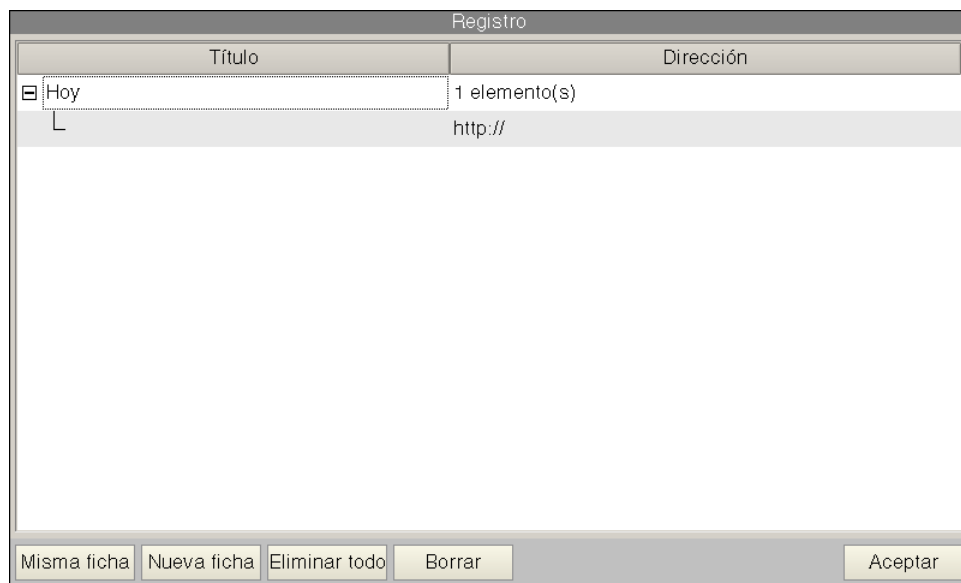 Registro
Título Dirección
Hoy 1 elemento(s)
http://
Misma ficha Nueva ficha Eliminar todo Borrar Aceptar